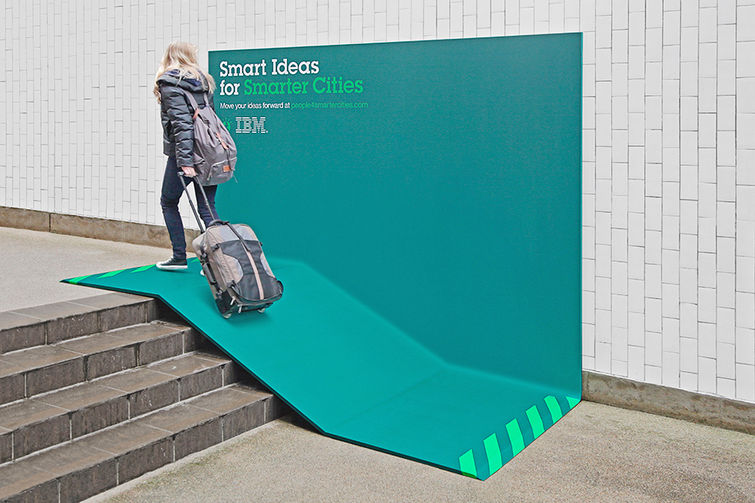 Smart Ideas
for Smarter Cities
Move your ideas forward at people4smartercities.com
IBM.